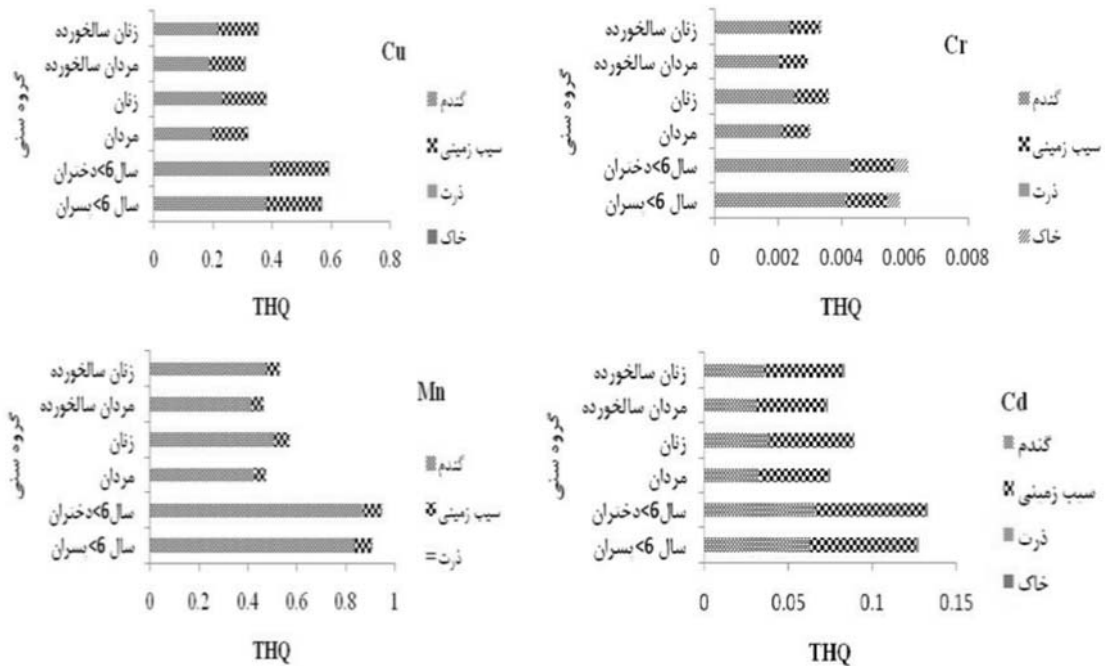 Cu
گروه سنی
زنان سالخورده
مردان سالخورده
زنان
مردان
سال6>دختران
سال 6>پسران
0 0.2 0.4 0.6 0.8
THQ
گندم
سیب زمینی
ذرت
خاک
Cr
گروه سنی
زنان سالخورده
مردان سالخورده
زنان
مردان
سال6>دختران
سال 6>پسران
0 0.002 0.004 0.006 0.008
THQ
گندم
سیب زمینی
ذرت
خاک
Mn
گروه سنی
زنان سالخورده
مردان سالخورده
زنان
مردان
سال6>دختران
سال 6>پسران
0 0.2 0.4 0.6 0.8 1
THQ
گندم
سیب زمینی
ذرت
Cd
گروه سنی
زنان سالخورده
مردان سالخورده
زنان
مردان
سال6>دختران
سال 6>پسران
0 0.05 0.1 0.15
THQ
گندم
سیب زمینی
ذرت
خاک